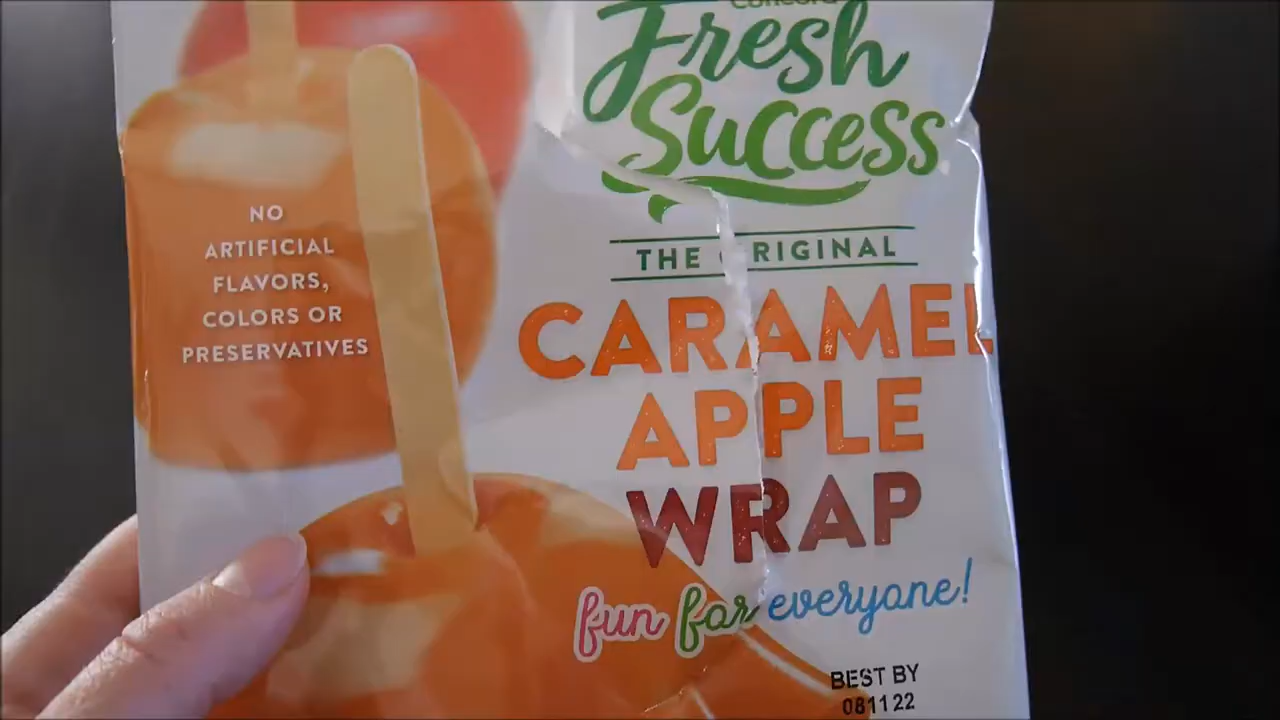 Concord
Fresh
Success
THE ORIGINAL
CARAMEL
APPLE
WRAP
fun for everyone!
NO
ARTIFICIAL
FLAVORS,
COLORS OR
PRESERVATIVES
BEST BY
081122